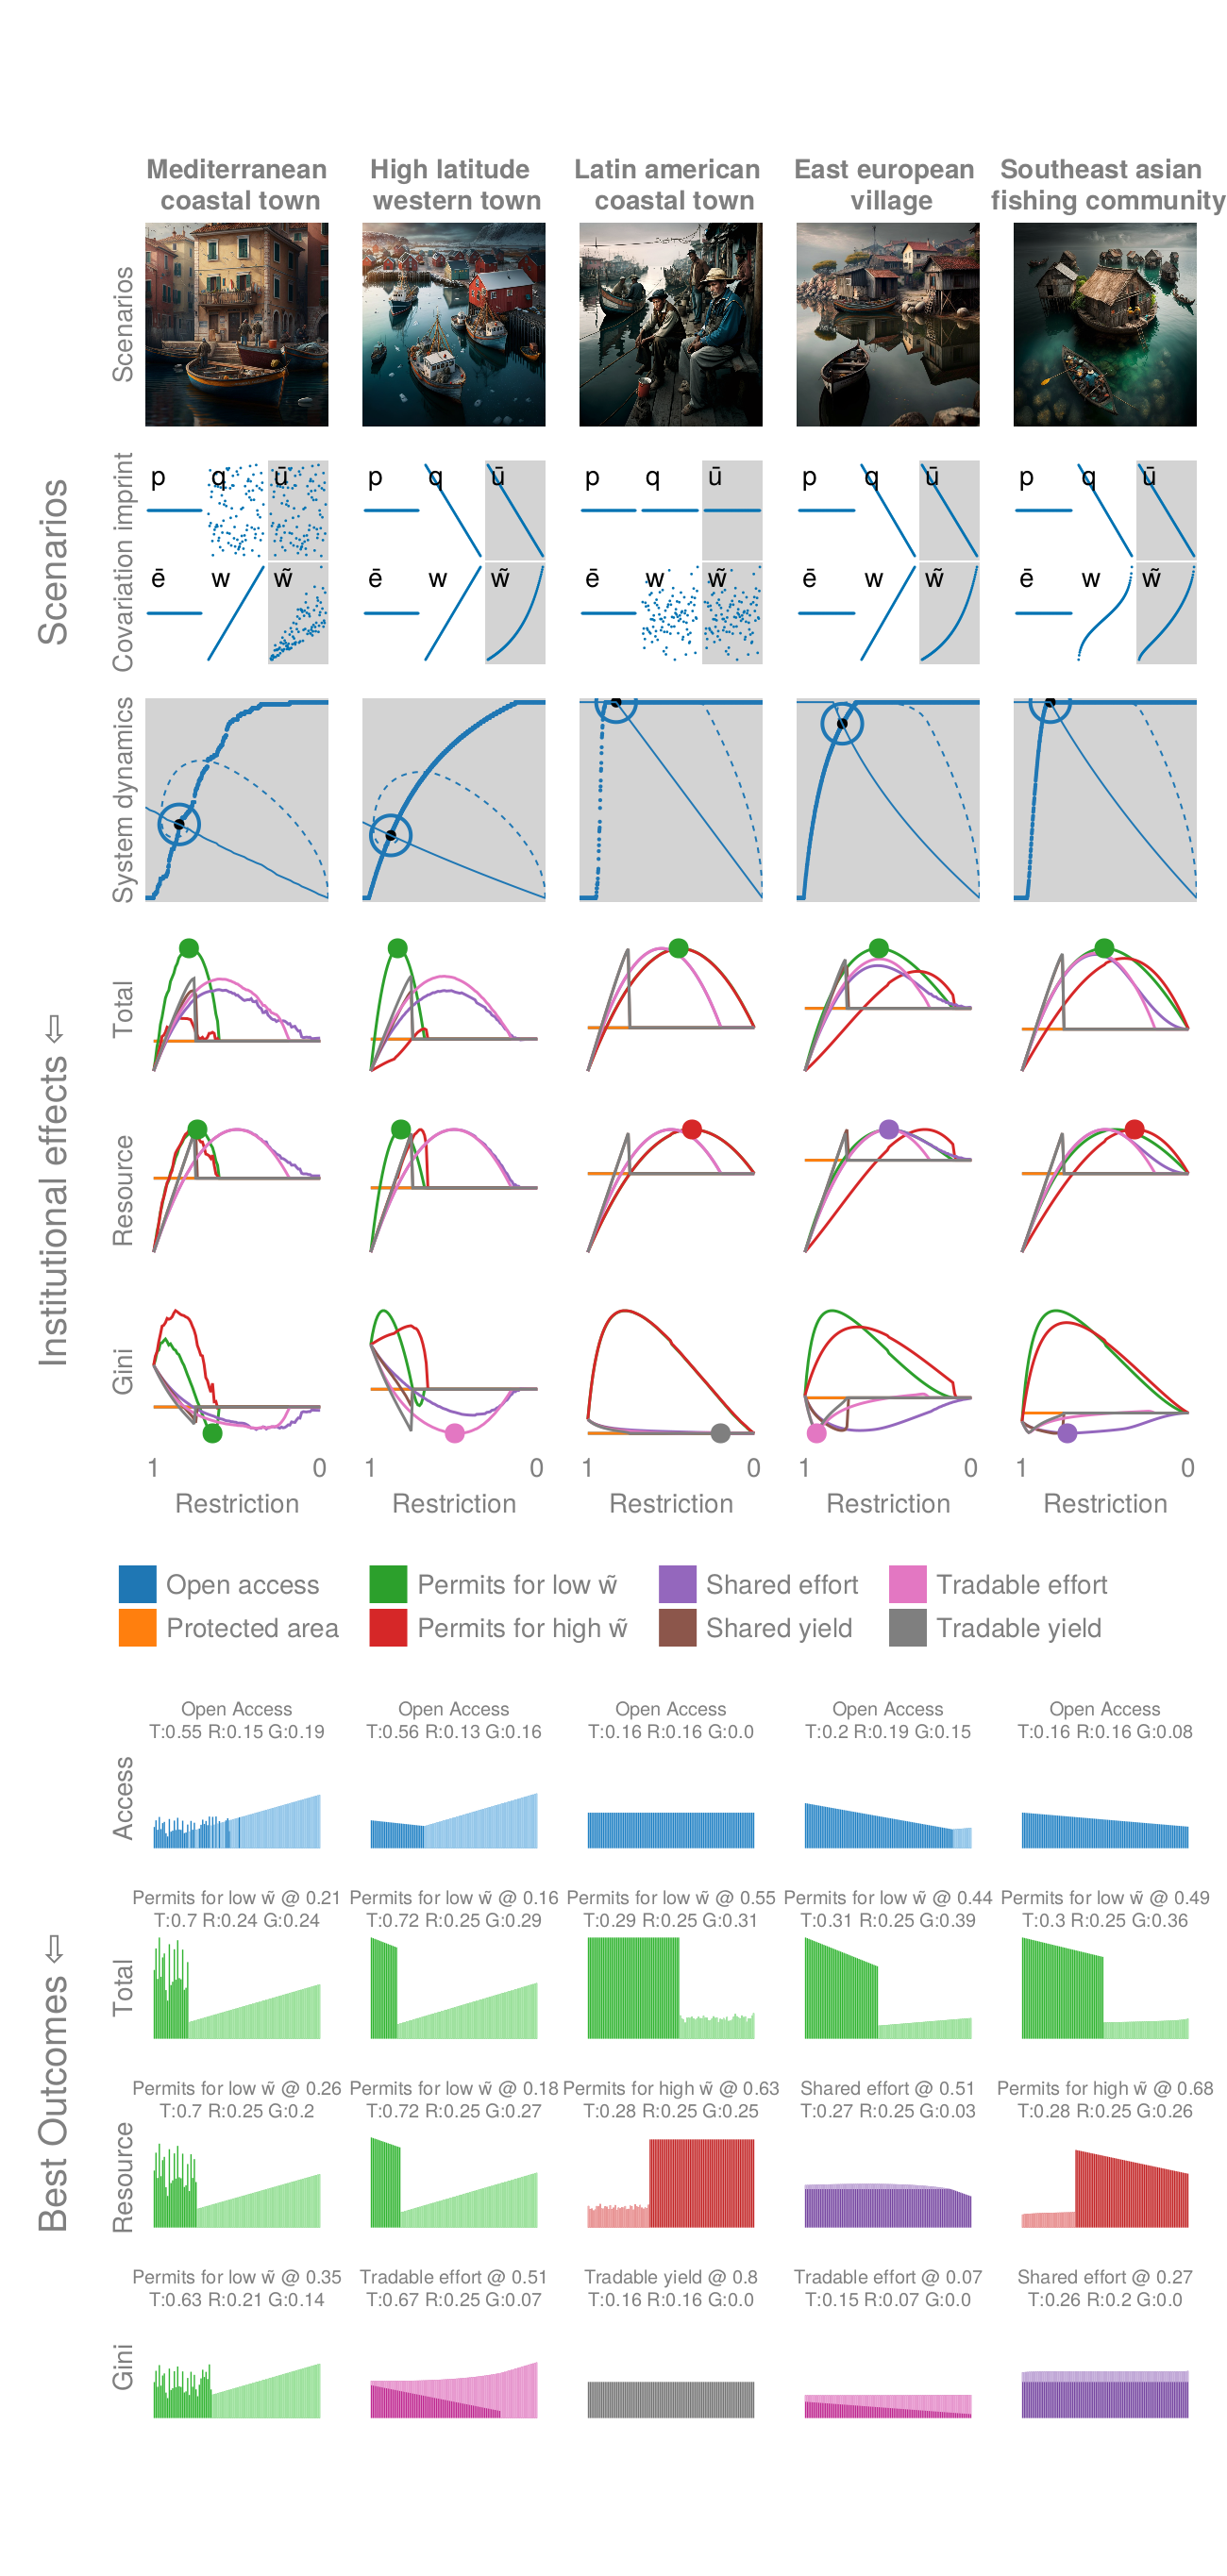 Mediterranean
coastal town
High latitude
western town
Latin american
coastal town
East european
village
Southeast asian
fishing community
Scenarios
Scenarios
Covariation imprint
p q ū
ē w w̃
p q ū
ē w w̃
p q ū
ē w w̃
p q ū
ē w w̃
p q ū
ē w w̃
System dynamics
Institutional effects ⇩
Total
Resource
Gini
1 0
Restriction
1 0
Restriction
1 0
Restriction
1 0
Restriction
1 0
Restriction
Open access
Protected area
Permits for low w̃
Permits for high w̃
Shared effort
Shared yield
Tradable effort
Tradable yield
Best Outcomes ⇩
Access
Open Access
T:0.55 R:0.15 G:0.19
Open Access
T:0.56 R:0.13 G:0.16
Open Access
T:0.16 R:0.16 G:0.0
Open Access
T:0.2 R:0.19 G:0.15
Open Access
T:0.16 R:0.16 G:0.08
Total
Permits for low w̃ @ 0.21
T:0.7 R:0.24 G:0.24
Permits for low w̃ @ 0.16
T:0.72 R:0.25 G:0.29
Permits for low w̃ @ 0.55
T:0.29 R:0.25 G:0.31
Permits for low w̃ @ 0.44
T:0.31 R:0.25 G:0.39
Permits for low w̃ @ 0.49
T:0.3 R:0.25 G:0.36
Resource
Permits for low w̃ @ 0.26
T:0.7 R:0.25 G:0.2
Permits for low w̃ @ 0.18
T:0.72 R:0.25 G:0.27
Permits for high w̃ @ 0.63
T:0.28 R:0.25 G:0.25
Shared effort @ 0.51
T:0.27 R:0.25 G:0.03
Permits for high w̃ @ 0.68
T:0.28 R:0.25 G:0.26
Gini
Permits for low w̃ @ 0.35
T:0.63 R:0.21 G:0.14
Tradable effort @ 0.51
T:0.67 R:0.25 G:0.07
Tradable yield @ 0.8
T:0.16 R:0.16 G:0.0
Tradable effort @ 0.07
T:0.15 R:0.07 G:0.0
Shared effort @ 0.27
T:0.26 R:0.2 G:0.0